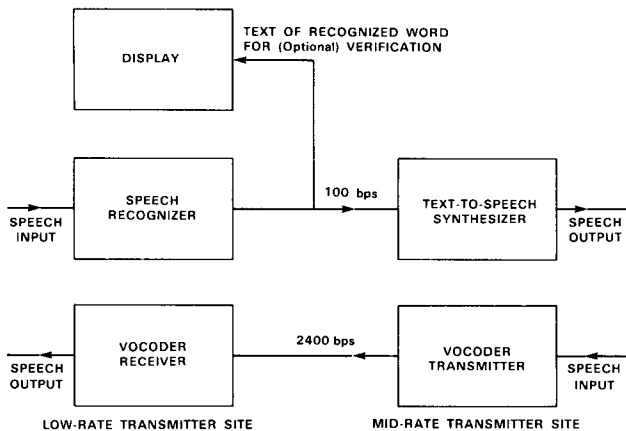 TEXT OF RECOGNIZED WORD
FOR (Optional) VERIFICATION
DISPLAY
SPEECH
RECOGNIZER
100 bps
TEXT-TO-SPEECH
SYNTHESIZER
SPEECH
INPUT
SPEECH
OUTPUT
VOCODER
RECEIVER
2400 bps
VOCODER
TRANSMITTER
SPEECH
OUTPUT
SPEECH
INPUT
LOW-RATE TRANSMITTER SITE
MID-RATE TRANSMITTER SITE